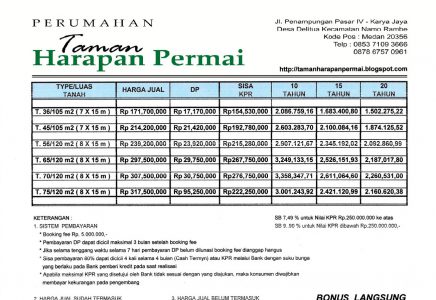 PERUMAHAN
Taman
Harapan Permai
Jl. Penampungan Pasar IV - Karya Jaya
Desa Delitua Kecamatan Namo Rambe
Kode Pos : Medan 20356
Telp : 0853 7109 3666
0878 6757 0961
http://tamanharapanpermai.blogspot.com
TYPE/LUAS TANAH HARGA JUAL DP SISA KPR 10 TAHUN 15 TAHUN 20 TAHUN
T. 36/105 m2 ( 7 X 15 m ) Rp 171,700,000 Rp 17,170,000 Rp154,530,000 2,086.759,16 1.683.400,80 1.502.275,22
T. 45/105 m2 ( 7 X 15 m ) Rp 214,200,000 Rp 21,420,000 Rp192,780,000 2.603.283,70 2.100.084,16 1.874.125,52
T. 56/120 m2 ( 8 X 15 m ) Rp 239,200,000 Rp 23,920,000 Rp215,280,000 2.907.121,67 2.345.192,02 2.092.860,99
T. 65/120 m2 ( 8 X 15 m ) Rp 297,500,000 Rp 29,750,000 Rp267,750,000 3,249.133,15 2,526.151,93 2,187.017,80
T. 70/120 m2 ( 8 X 15 m ) Rp 307,500,000 Rp 30,750,000 Rp276,750,000 3,358.347,71 2.611,064,60 2,260,531,00
T. 75/120 m2 ( 8 X 15 m ) Rp 317,500,000 Rp 95,250,000 Rp222,250,000 3.001.243,92 2.421.120,99 2.160.620,38
KETERANGAN :
SB 7,49 % untuk Nilai KPR Rp.250.000.000 ke atas
1. SISTEM PEMBAYARAN
SB 9. 90 % untuk Nilai KPR dibawah Rp.250.000.000,-
* Booking fee Rp. 5.000.000,-
* Pembayaran DP dapat dicicil maksimal 3 bulan setelah booking fee
* Jika selama tenggang waktu selama 7 hari pembayaran DP belum dilunasi booking fee dianggap hangus
* Sisa pembayaran 80% dapat dicicil 4 kali selama 4 bulan (Cash Termyn) atau KPR melalui Bank dengan suku bunga
yang berlaku pada Bank pemberi kredit pada saat realisasi
* Apabila maksimal KPR yang disetujui oleh Bank tidak sesuai dengan yang diajukan, maka konsumen diwajibkan
membayar kekurangan pada pengembang
2. HARGA JUAL SUDAH TERMASUK
3. HARGA JUAL BELUM TERMASUK
BONUS LANGSUNG